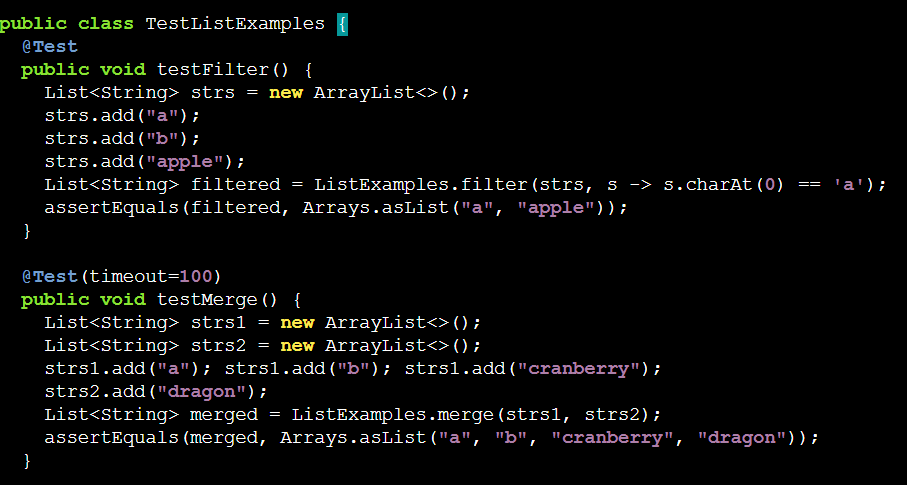 public class TestListExamples {
  @Test
  public void testFilter() {
    List<String> strs = new ArrayList<>();
    strs.add("a");
    strs.add("b");
    strs.add("apple");
    List<String> filtered = ListExamples.filter(strs, s -> s.charAt(0) == 'a');
    assertEquals(filtered, Arrays.asList("a", "apple"));
  }

  @Test(timeout=100)
  public void testMerge() {
    List<String> strs1 = new ArrayList<>();
    List<String> strs2 = new ArrayList<>();
    strs1.add("a"); strs1.add("b"); strs1.add("cranberry");
    strs2.add("dragon");
    List<String> merged = ListExamples.merge(strs1, strs2);
    assertEquals(merged, Arrays.asList("a", "b", "cranberry", "dragon"));
  }